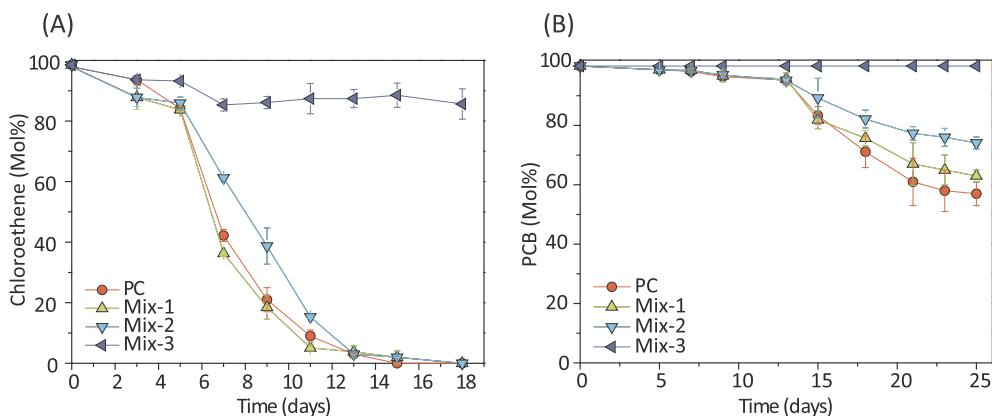 (A)
Chloroethene (Mol%)
100
80
60
40
20
0
PC
Mix-1
Mix-2
Mix-3
0 2 4 6 8 10 12 14 16 18
Time (days)
(B)
PCB (Mol%)
100
80
60
40
20
0
PC
Mix-1
Mix-2
Mix-3
0 5 10 15 20 25
Time (days)